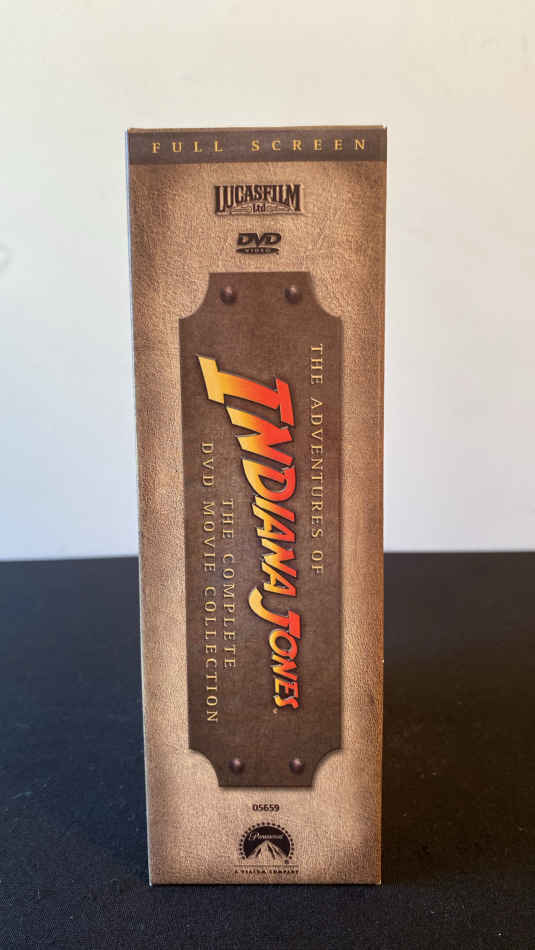 FULL SCREEN
LUCASFILM
Ltd
DVD
VIDEO
THE ADVENTURES OF
INDIANA JONES
THE COMPLETE
DVD MOVIE COLLECTION
05659
Paramount
A VIACOM COMPANY